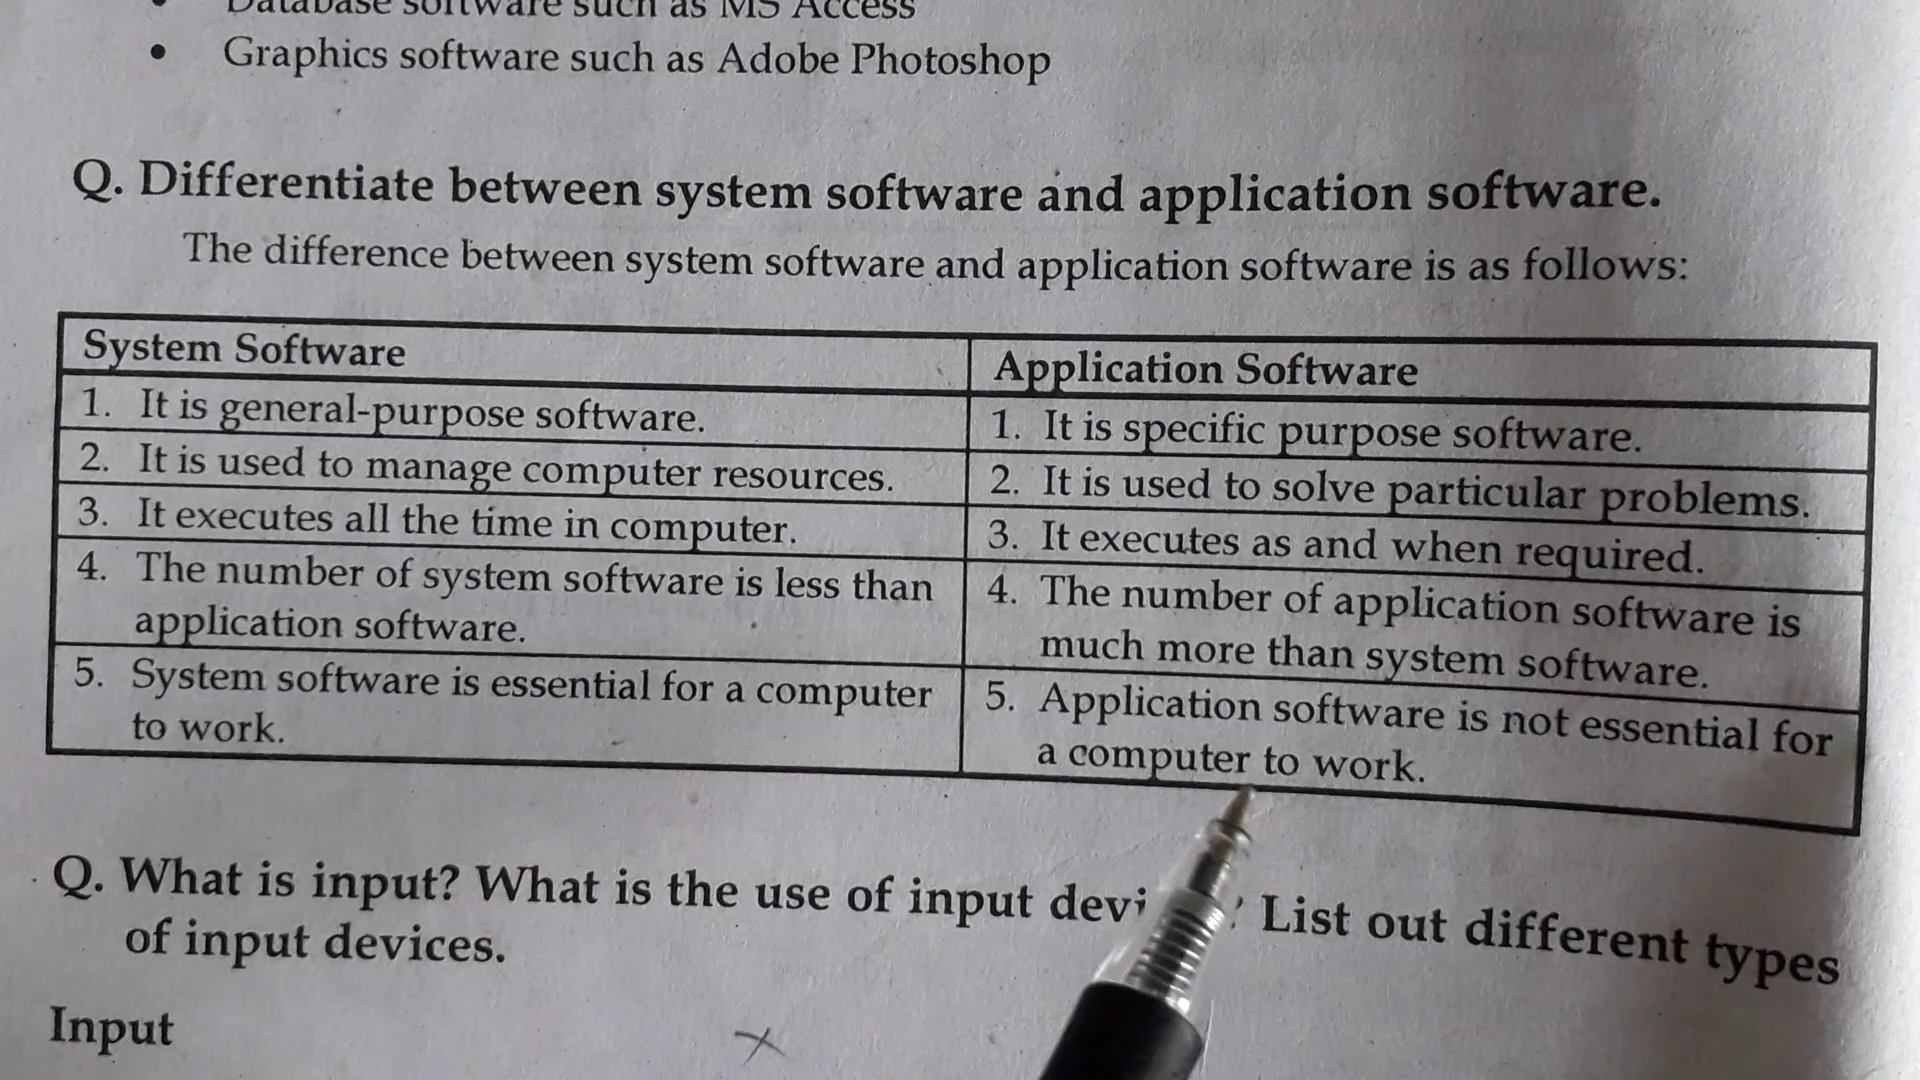 Database software such as MS Access
• Graphics software such as Adobe Photoshop
Q. Differentiate between system software and application software.
The difference between system software and application software is as follows:
System Software
Application Software
1. It is general-purpose software.
1. It is specific purpose software.
2. It is used to manage computer resources.
2. It is used to solve particular problems.
3. It executes all the time in computer.
3. It executes as and when required.
4. The number of system software is less than
application software.
4. The number of application software is
much more than system software.
5. System software is essential for a computer
to work.
5. Application software is not essential for
a computer to work.
Q. What is input? What is the use of input List out different types
of input devices.
Input